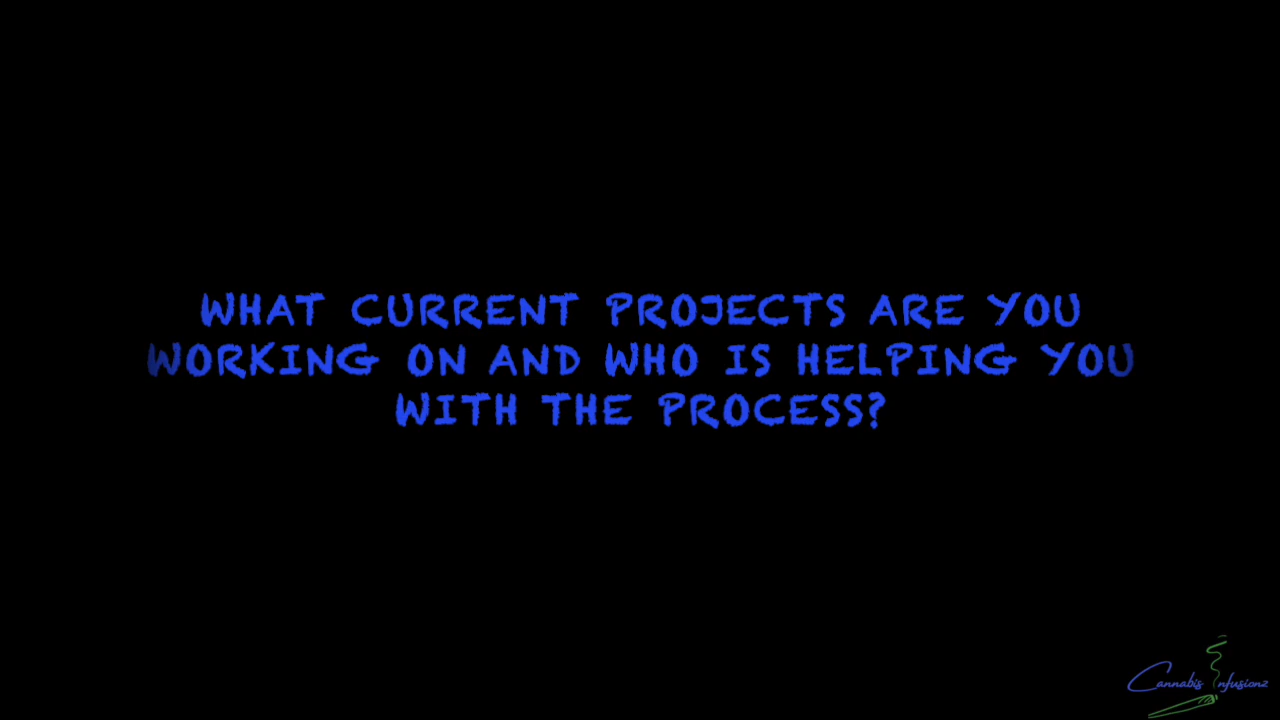 WHAT CURRENT PROJECTS ARE YOU
WORKING ON AND WHO IS HELPING YOU
WITH THE PROCESS?
Cannabis Infusionz